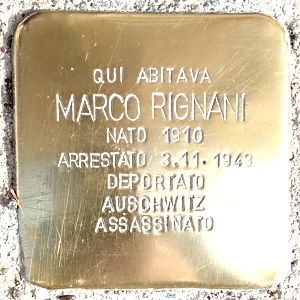 QUI ABITAVA
MARCO RIGNANI
NATO 1910
ARRESTATO 3.11.1943
DEPORTATO
AUSCHWITZ
ASSASSINATO